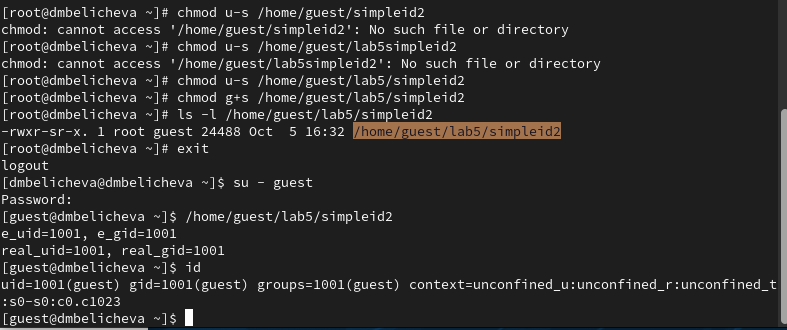 [root@dmbelicheva ~]# chmod u-s /home/guest/simpleid2
chmod: cannot access '/home/guest/simpleid2': No such file or directory
[root@dmbelicheva ~]# chmod u-s /home/guest/lab5simpleid2
chmod: cannot access '/home/guest/lab5simpleid2': No such file or directory
[root@dmbelicheva ~]# chmod u-s /home/guest/lab5/simpleid2
[root@dmbelicheva ~]# chmod g+s /home/guest/lab5/simpleid2
[root@dmbelicheva ~]# ls -l /home/guest/lab5/simpleid2
-rwxr-sr-x. 1 root guest 24488 Oct  5 16:32 /home/guest/lab5/simpleid2
[root@dmbelicheva ~]# exit
logout
[dmbelicheva@dmbelicheva ~]$ su - guest
Password:
[guest@dmbelicheva ~]$ /home/guest/lab5/simpleid2
e_uid=1001, e_gid=1001
real_uid=1001, real_gid=1001
[guest@dmbelicheva ~]$ id
uid=1001(guest) gid=1001(guest) groups=1001(guest) context=unconfined_u:unconfined_r:unconfined_t
:s0-s0:c0.c1023
[guest@dmbelicheva ~]$